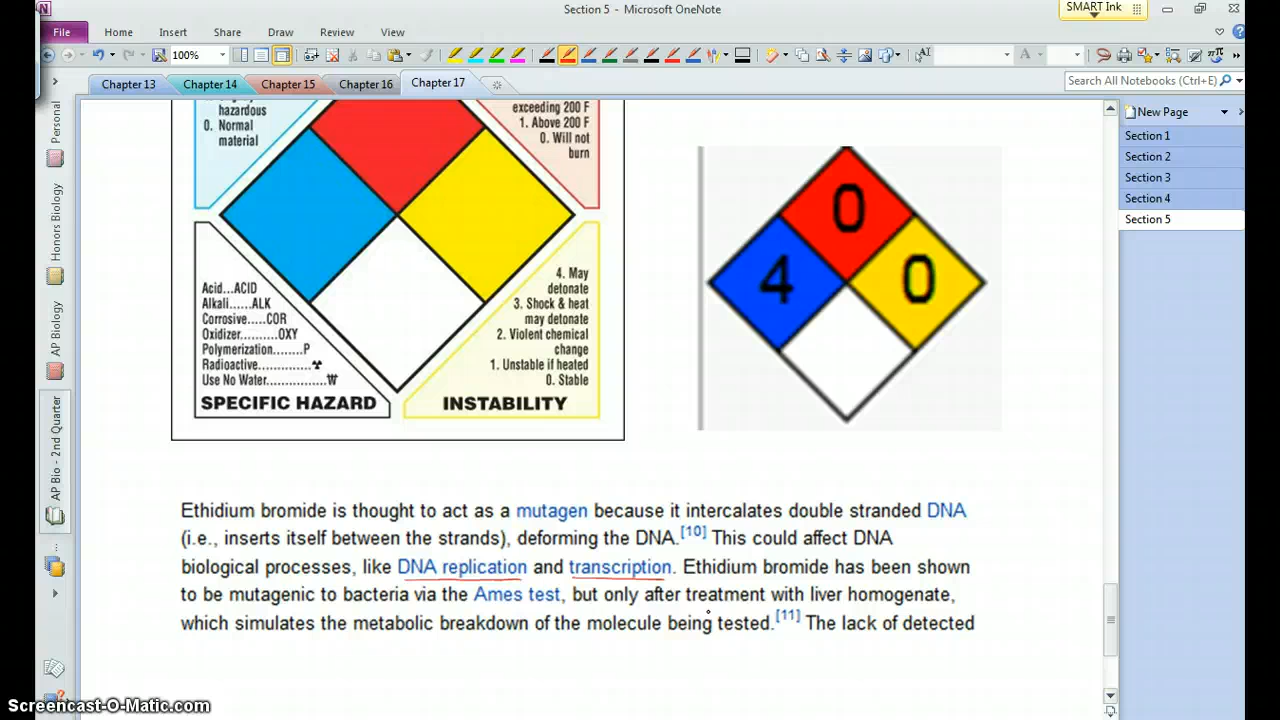 Section 5 - Microsoft OneNote
SMART Ink
File Home Insert Share Draw Review View
100%
Chapter 13 Chapter 14 Chapter 15 Chapter 16 Chapter 17
Search All Notebooks (Ctrl+E)
New Page
Section 1
Section 2
Section 3
Section 4
Section 5
Personal
Honors Biology
AP Biology
AP Bio - 2nd Quarter
hazardous
0. Normal
material
exceeding 200 F
1. Above 200 F
0. Will not
burn
Acid...ACID
Alkali......ALK
Corrosive.....COR
Oxidizer..........OXY
Polymerization........P
Radioactive..............☢
Use No Water................W
SPECIFIC HAZARD
4. May
detonate
3. Shock & heat
may detonate
2. Violent chemical
change
1. Unstable if heated
0. Stable
INSTABILITY
0
4 0
Ethidium bromide is thought to act as a mutagen because it intercalates double stranded DNA
(i.e., inserts itself between the strands), deforming the DNA.[10] This could affect DNA
biological processes, like DNA replication and transcription. Ethidium bromide has been shown
to be mutagenic to bacteria via the Ames test, but only after treatment with liver homogenate,
which simulates the metabolic breakdown of the molecule being tested.[11] The lack of detected
Screencast-O-Matic.com